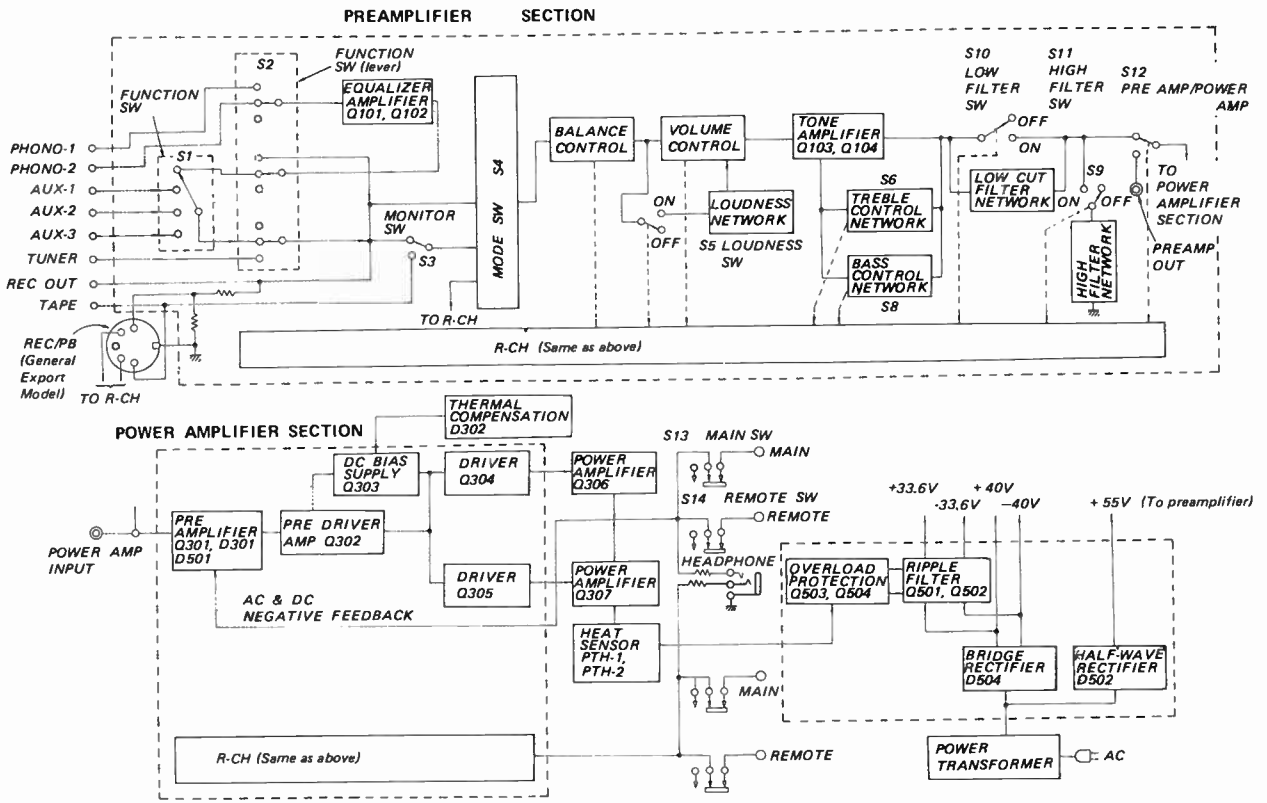 PREAMPLIFIER SECTION
FUNCTION
SW (lever)
S2
FUNCTION
SW
S1
EQUALIZER
AMPLIFIER
Q101, Q102
PHONO-1
PHONO-2
AUX-1
AUX-2
AUX-3
TUNER
REC OUT
TAPE
REC/PB
(General
Export
Model)
TO R-CH
MONITOR
SW
S3
MODE SW S4
TO R-CH
BALANCE
CONTROL
VOLUME
CONTROL
ON
OFF
LOUDNESS
NETWORK
S5 LOUDNESS
SW
TONE
AMPLIFIER
Q103, Q104
S6
TREBLE
CONTROL
NETWORK
BASS
CONTROL
NETWORK
S8
S10
LOW
FILTER
SW
OFF
ON
LOW CUT
FILTER
NETWORK
S11
HIGH
FILTER
SW
S9
ON
OFF
HIGH
FILTER
NETWORK
S12
PRE AMP/POWER
AMP
TO
POWER
AMPLIFIER
SECTION
PREAMP
OUT
R-CH (Same as above)
POWER AMPLIFIER SECTION
THERMAL
COMPENSATION
D302
DC BIAS
SUPPLY
Q303
DRIVER
Q304
POWER
AMPLIFIER
Q306
POWER AMP
INPUT
PRE
AMPLIFIER
Q301, D301
D501
PRE DRIVER
AMP Q302
DRIVER
Q305
POWER
AMPLIFIER
Q307
AC & DC
NEGATIVE FEEDBACK
HEAT
SENSOR
PTH-1,
PTH-2
R-CH (Same as above)
S13 MAIN SW
MAIN
S14 REMOTE SW
REMOTE
HEADPHONE
MAIN
REMOTE
+33.6V
-33.6V
+ 40V
-40V
+ 55V (To preamplifier)
OVERLOAD
PROTECTION
Q503, Q504
RIPPLE
FILTER
Q501, Q502
BRIDGE
RECTIFIER
D504
HALF-WAVE
RECTIFIER
D502
POWER
TRANSFORMER
AC